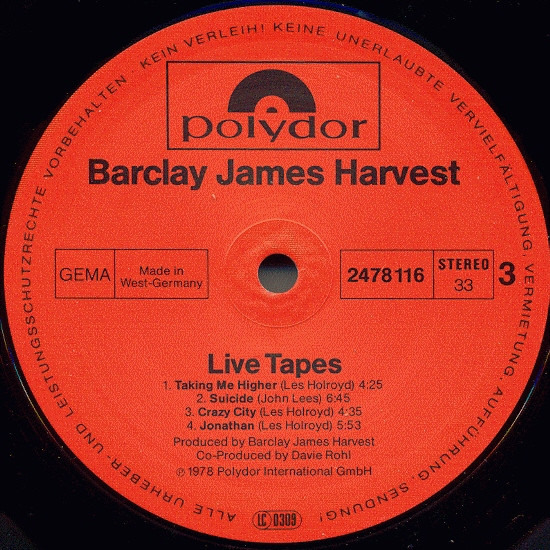 ALLE URHEBER- UND LEISTUNGSSCHUTZRECHTE VORBEHALTEN · KEIN VERLEIH! KEINE UNERLAUBTE VERVIELFÄLTIGUNG, VERMIETUNG, AUFFÜHRUNG, SENDUNG!
polydor
Barclay James Harvest
GEMA
Made in
West-Germany
2478116
STEREO
33
3
Live Tapes
1. Taking Me Higher (Les Holroyd) 4:25
2. Suicide (John Lees) 6:45
3. Crazy City (Les Holroyd) 4:35
4. Jonathan (Les Holroyd) 5:53
Produced by Barclay James Harvest
Co-Produced by Davie Rohl
℗ 1978 Polydor International GmbH
LC 0309